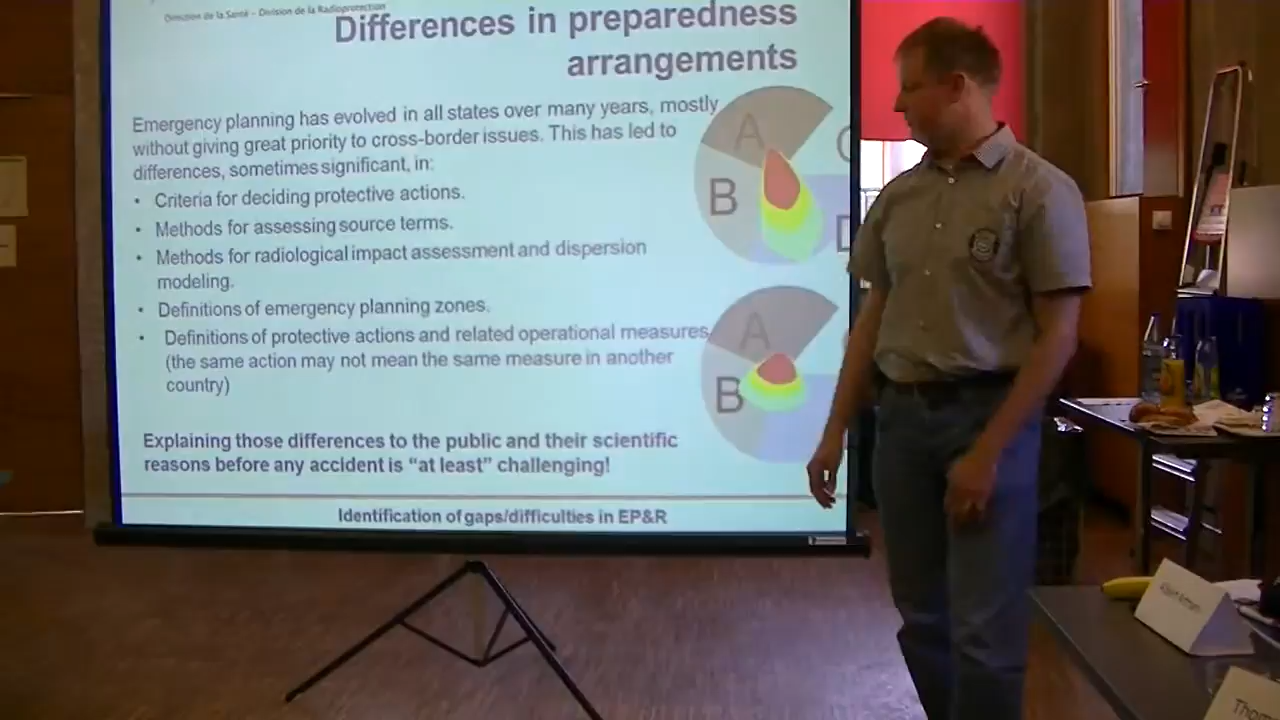 Direction de la Santé – Division de la Radioprotection
Differences in preparedness
arrangements
Emergency planning has evolved in all states over many years, mostly
without giving great priority to cross-border issues. This has led to
differences, sometimes significant, in:
• Criteria for deciding protective actions.
• Methods for assessing source terms.
• Methods for radiological impact assessment and dispersion
modeling.
• Definitions of emergency planning zones.
• Definitions of protective actions and related operational measures
(the same action may not mean the same measure in another
country)
Explaining those differences to the public and their scientific
reasons before any accident is “at least” challenging!
Identification of gaps/difficulties in EP&R
A
B
A
B